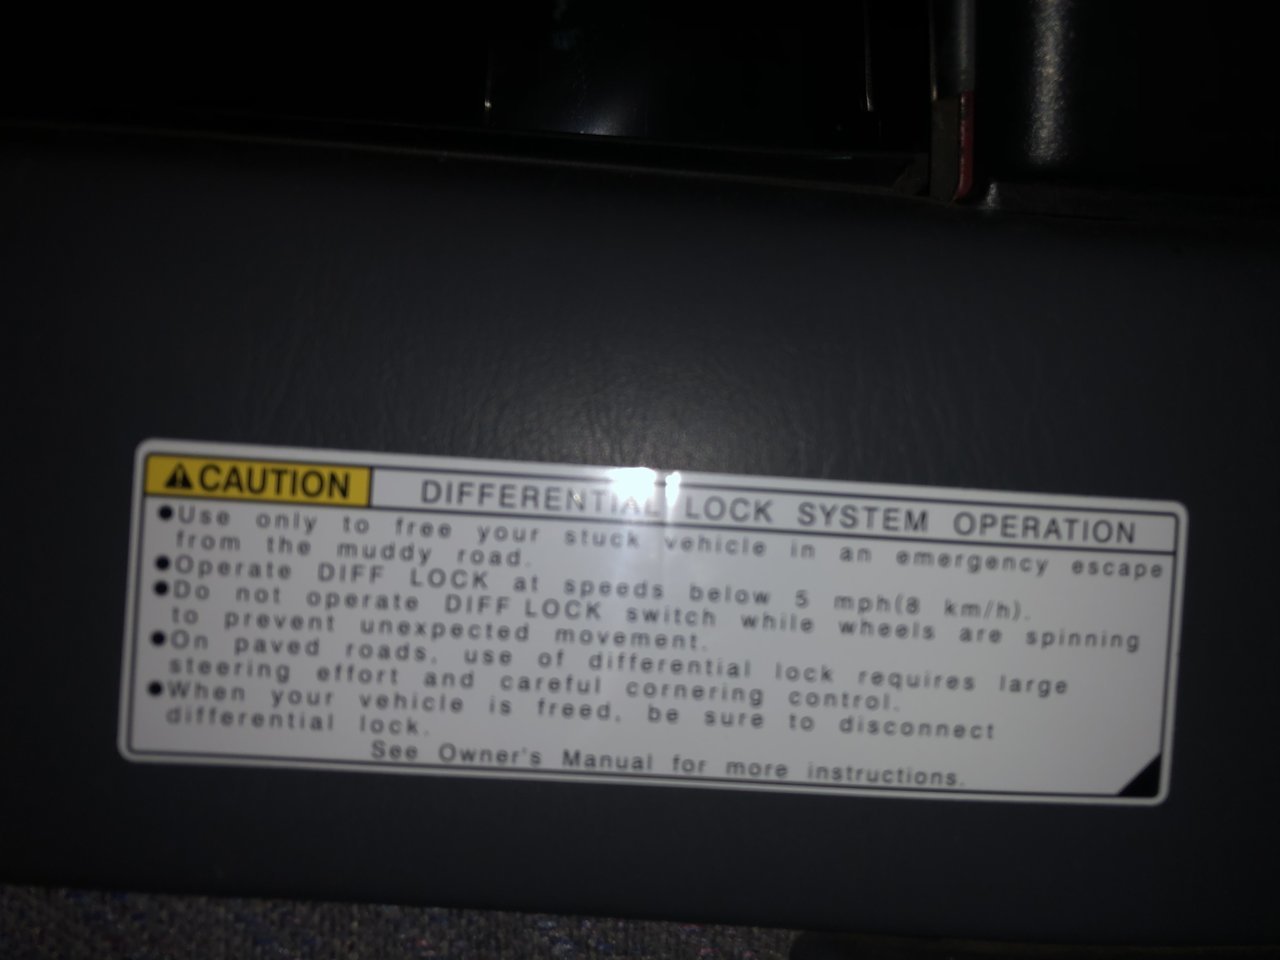 CAUTION DIFFERENTIAL LOCK SYSTEM OPERATION
●Use only to free your stuck vehicle in an emergency escape
from the muddy road.
●Operate DIFF LOCK at speeds below 5 mph(8 km/h).
●Do not operate DIFF LOCK switch while wheels are spinning
to prevent unexpected movement.
●On paved roads, use of differential lock requires large
steering effort and careful cornering control.
●When your vehicle is freed, be sure to disconnect
differential lock.
See Owner's Manual for more instructions.